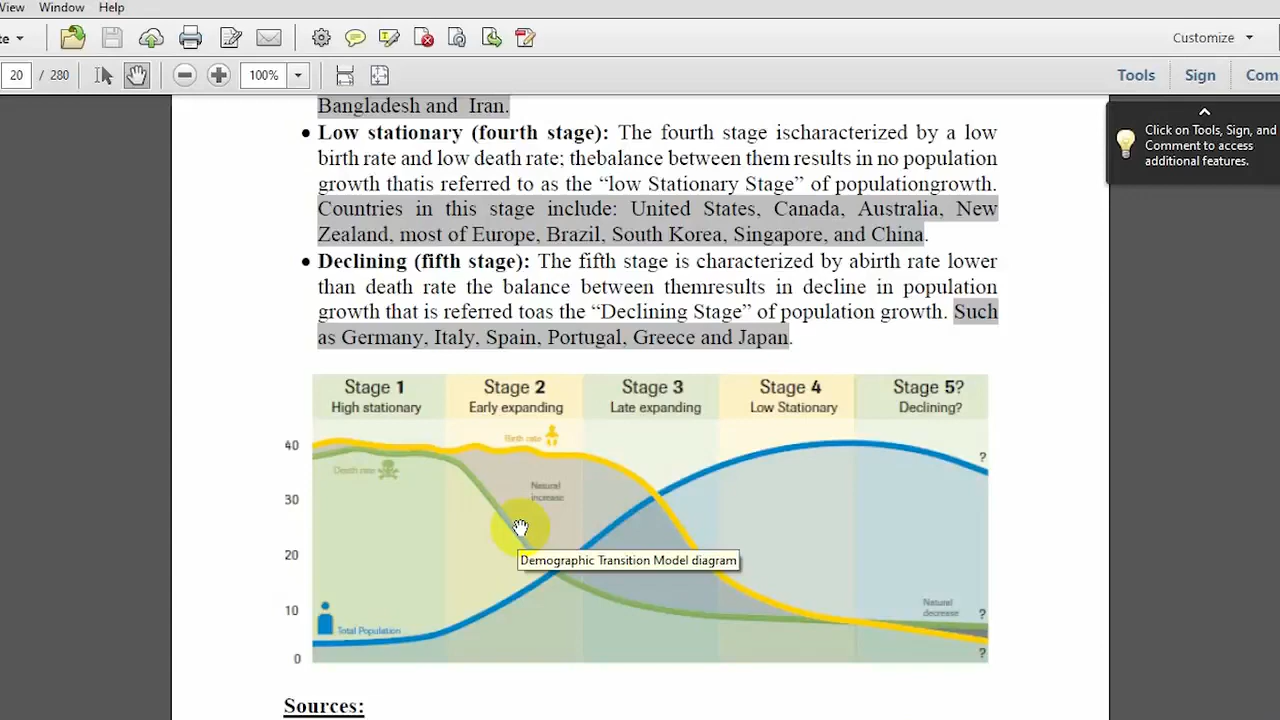 View Window Help
te Customize
20 / 280 100% Tools Sign Com
Click on Tools, Sign, and
Comment to access
additional features.
Bangladesh and Iran.
• Low stationary (fourth stage): The fourth stage ischaracterized by a low
birth rate and low death rate; thebalance between them results in no population
growth thatis referred to as the “low Stationary Stage” of populationgrowth.
Countries in this stage include: United States, Canada, Australia, New
Zealand, most of Europe, Brazil, South Korea, Singapore, and China.
• Declining (fifth stage): The fifth stage is characterized by abirth rate lower
than death rate the balance between themresults in decline in population
growth that is referred toas the “Declining Stage” of population growth. Such
as Germany, Italy, Spain, Portugal, Greece and Japan.
Stage 1 Stage 2 Stage 3 Stage 4 Stage 5?
High stationary Early expanding Late expanding Low Stationary Declining?
40
Birth rate
?
Death rate
Natural
increase
30
20
Demographic Transition Model diagram
10
Natural
decrease
?
Total Population
0
?
Sources: